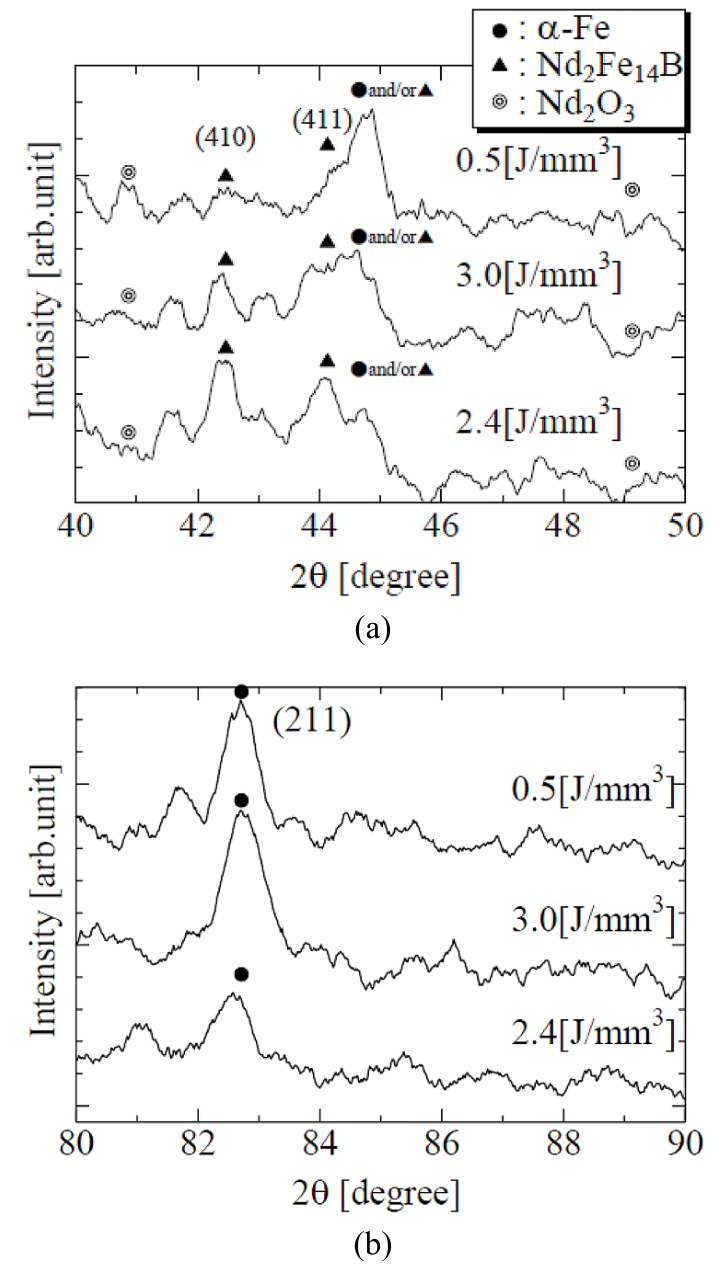 ● : α-Fe
▲ : Nd₂Fe₁₄B
◎ : Nd₂O₃
●and/or▲
(410)
(411)
0.5[J/mm³]
●and/or▲
3.0[J/mm³]
●and/or▲
2.4[J/mm³]
Intensity [arb.unit]
40 42 44 46 48 50
2θ [degree]
(a)
(211)
0.5[J/mm³]
3.0[J/mm³]
2.4[J/mm³]
Intensity [arb.unit]
80 82 84 86 88 90
2θ [degree]
(b)